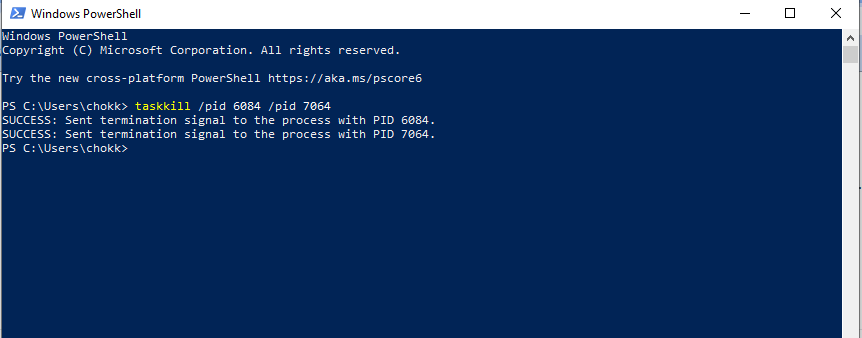 Windows PowerShell
Windows PowerShell
Copyright (C) Microsoft Corporation. All rights reserved.
Try the new cross-platform PowerShell https://aka.ms/pscore6
PS C:\Users\chokk> taskkill /pid 6084 /pid 7064
SUCCESS: Sent termination signal to the process with PID 6084.
SUCCESS: Sent termination signal to the process with PID 7064.
PS C:\Users\chokk>